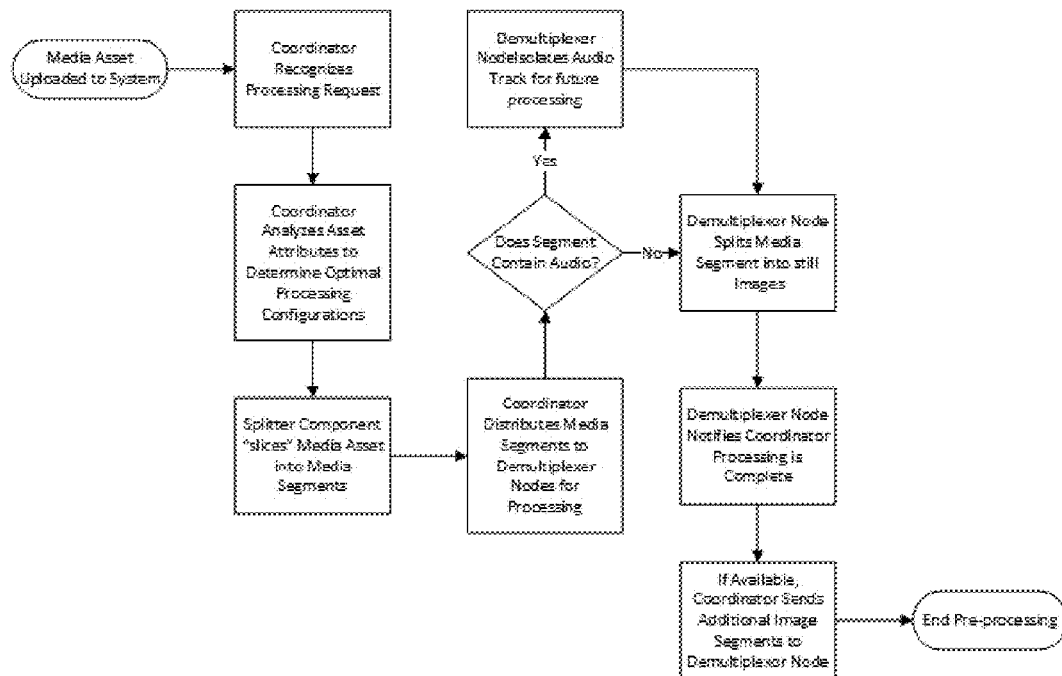 Media Asset
Uploaded to System
Coordinator
Recognizes
Processing Request
Coordinator
Analyzes Asset
Attributes to
Determine Optimal
Processing
Configurations
Splitter Component
"slices" Media Asset
into Media
Segments
Coordinator
Distributes Media
Segments to
Demultiplexer
Nodes for
Processing
Does Segment
Contain Audio?
Yes
No
Demultiplexer
NodeIsolates Audio
Track for future
processing
Demultiplexor Node
Splits Media
Segment into still
Images
Demultiplexer Node
Notifies Coordinator
Processing is
Complete
If Available,
Coordinator Sends
Additional Image
Segments to
Demultiplexor Node
End Pre-processing